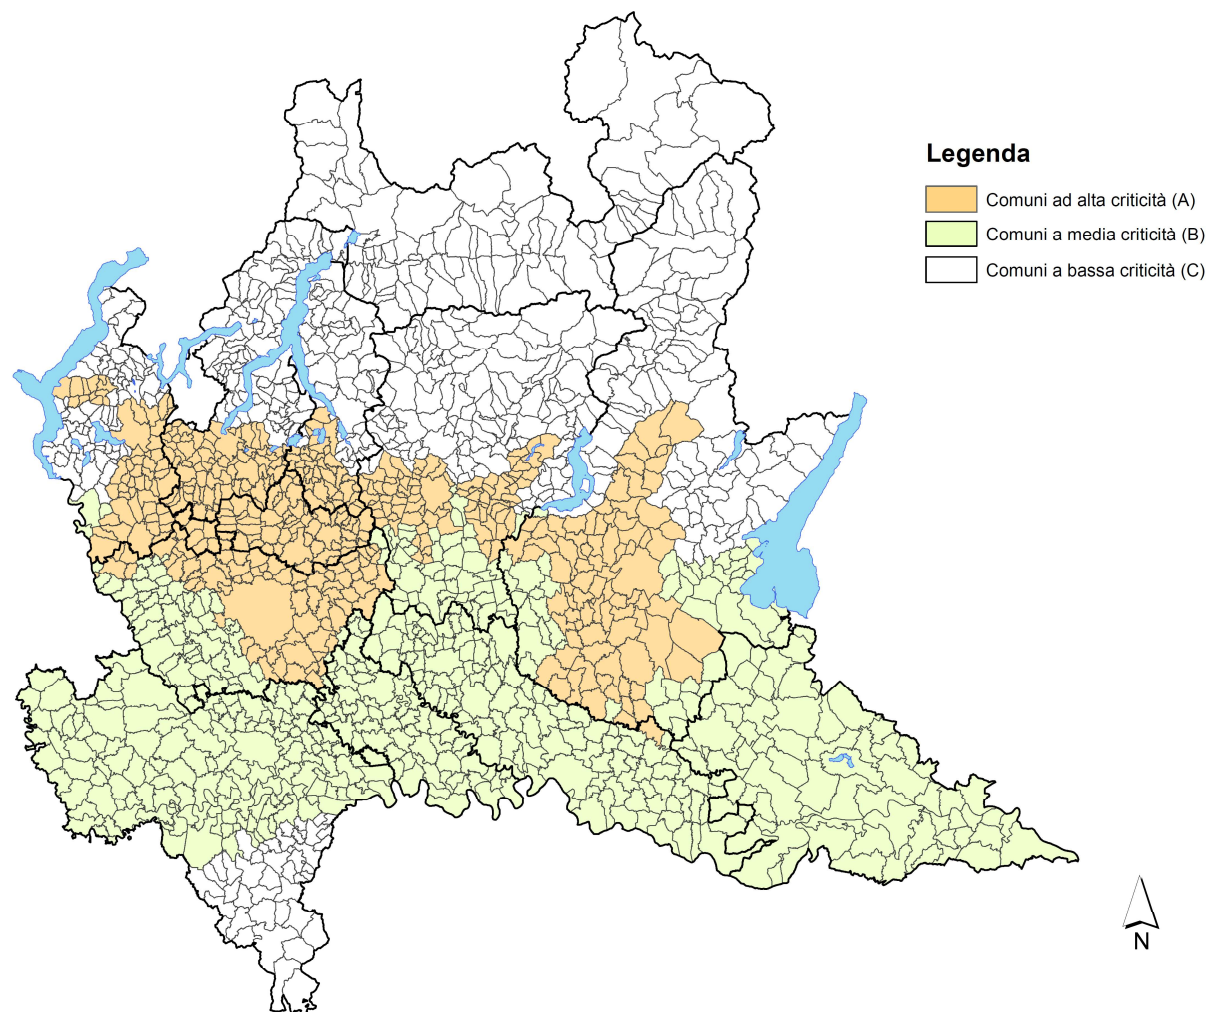 Legenda
Comuni ad alta criticità (A)
Comuni a media criticità (B)
Comuni a bassa criticità (C)
N